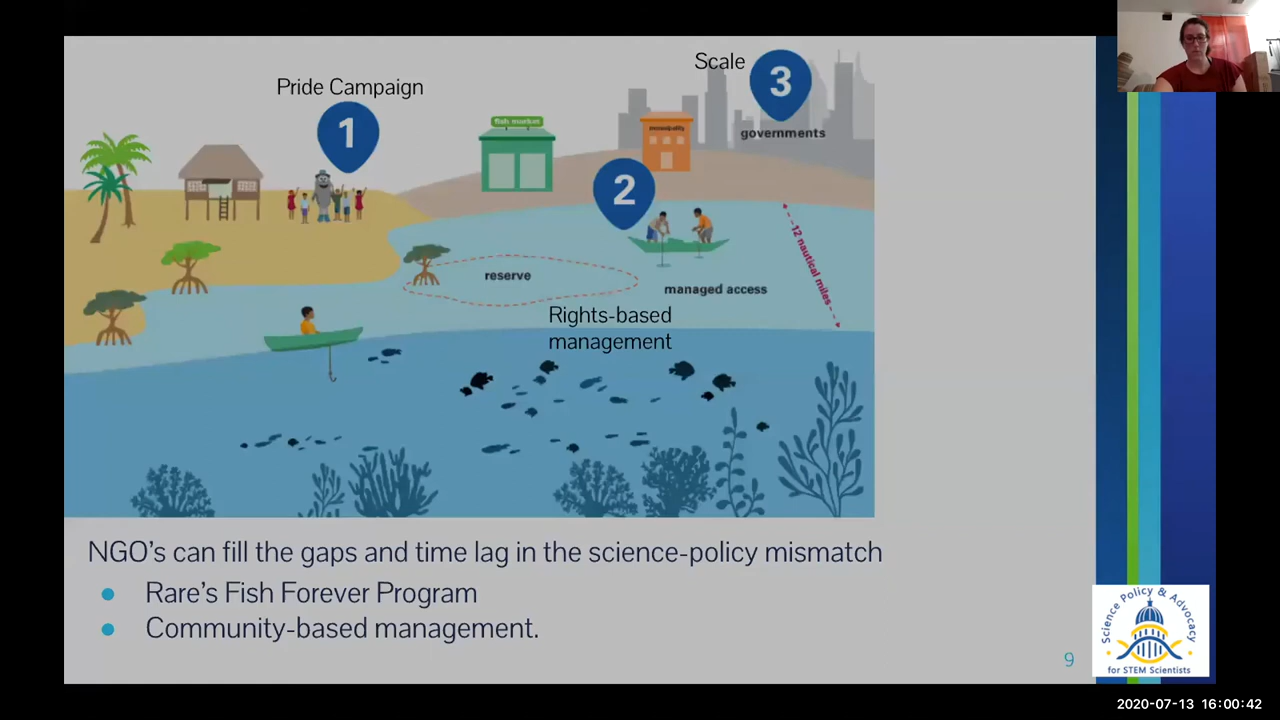 Scale
3
Pride Campaign
1
fish market
municipality
governments
2
~12 nautical miles
reserve
managed access
Rights-based
management
NGO's can fill the gaps and time lag in the science-policy mismatch
Rare's Fish Forever Program
Community-based management.
9
Science Policy & Advocacy
for STEM Scientists
2020-07-13 16:00:42